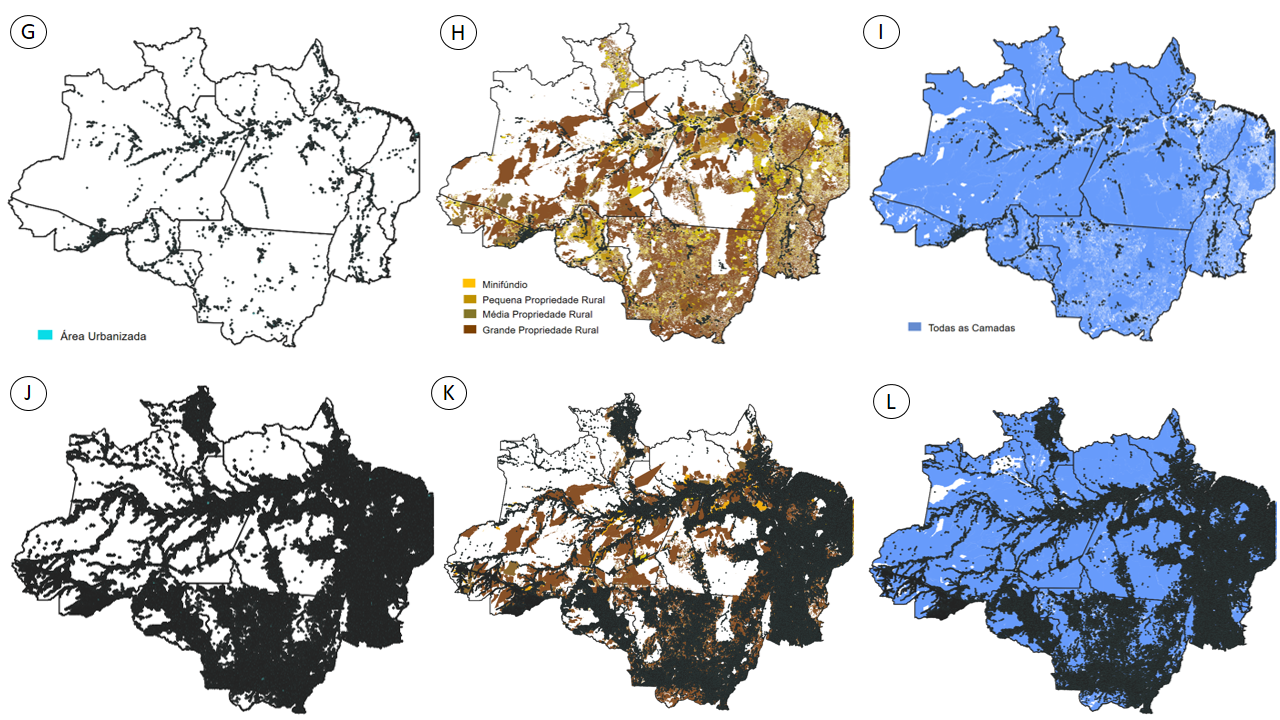 G
H
I
Minifúndio
Pequena Propriedade Rural
Média Propriedade Rural
Grande Propriedade Rural
Área Urbanizada
Todas as Camadas
J
K
L